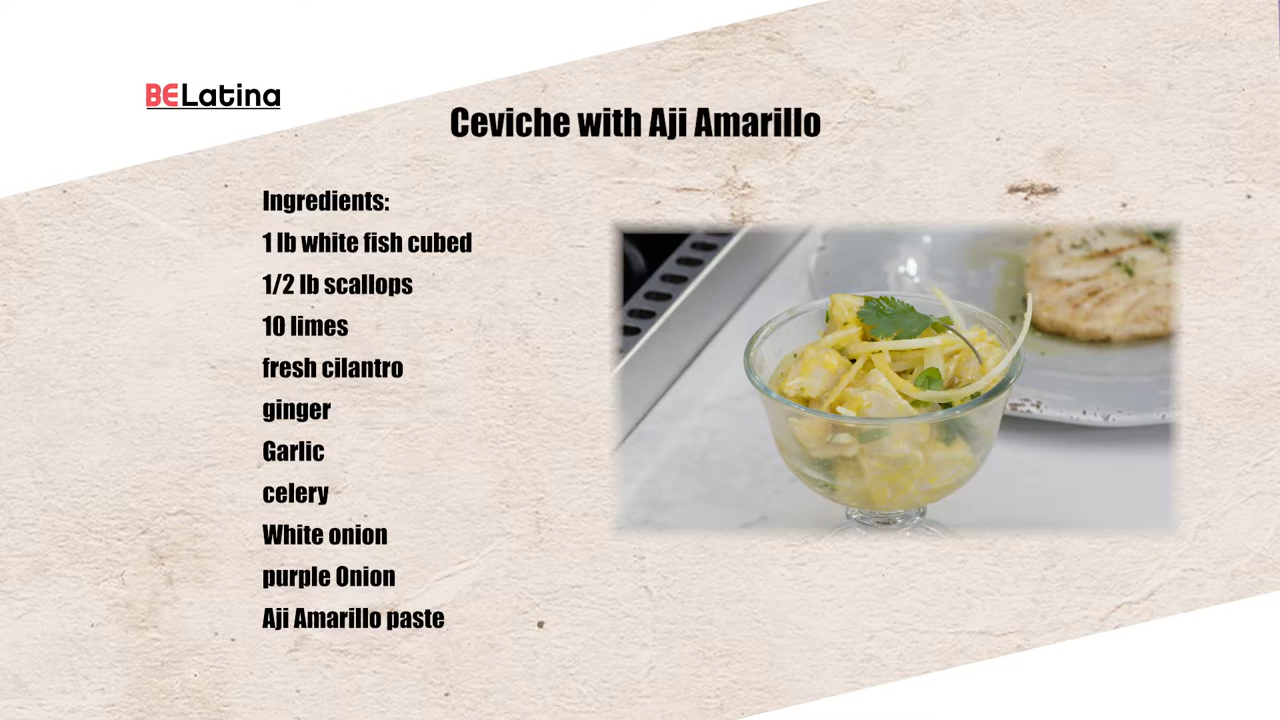 BELatina
Ceviche with Aji Amarillo
Ingredients:
1 lb white fish cubed
1/2 lb scallops
10 limes
fresh cilantro
ginger
Garlic
celery
White onion
purple Onion
Aji Amarillo paste